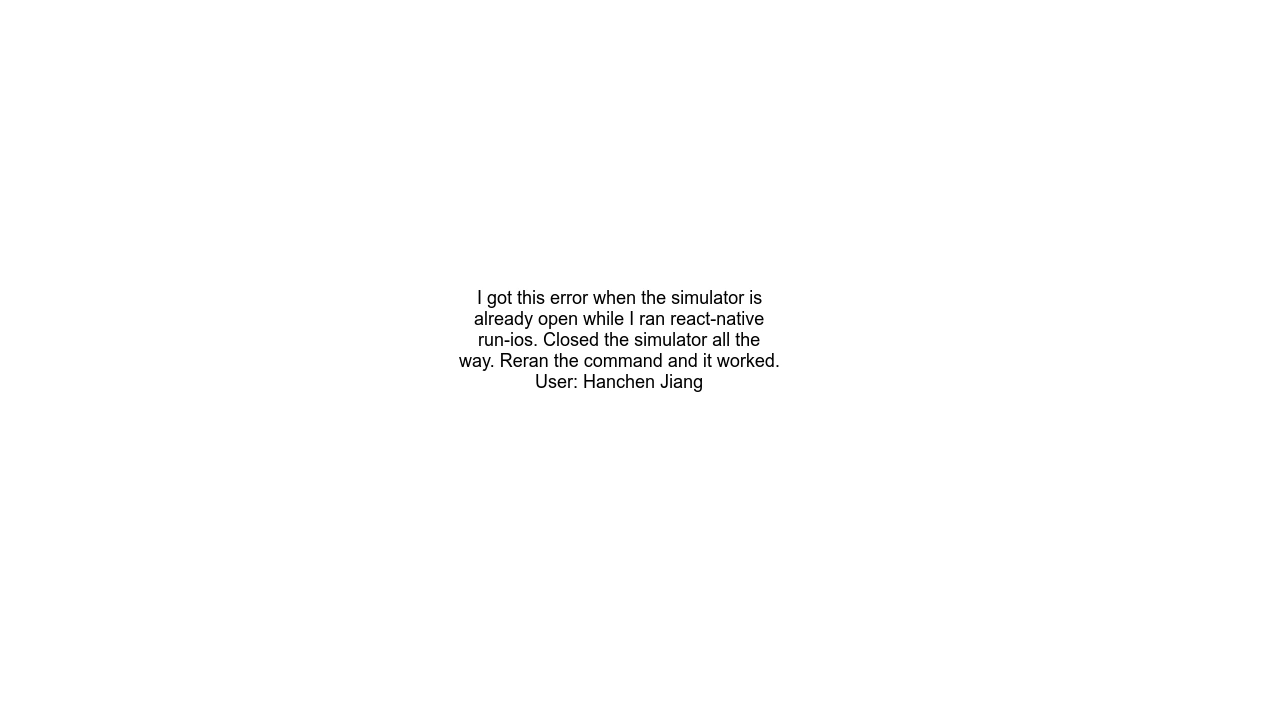 I got this error when the simulator is
already open while I ran react-native
run-ios. Closed the simulator all the
way. Reran the command and it worked.
User: Hanchen Jiang